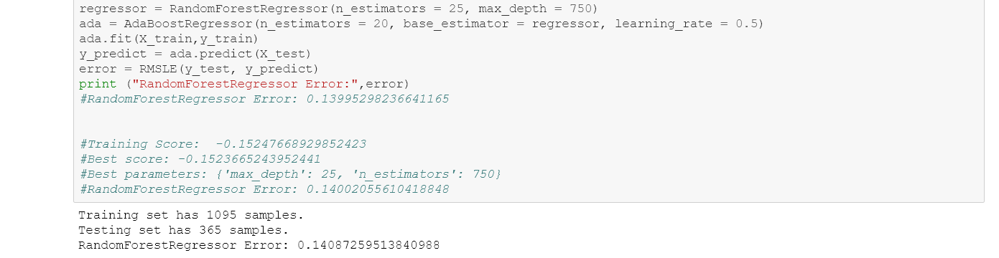 regressor = RandomForestRegressor(n_estimators = 25, max_depth = 750)
ada = AdaBoostRegressor(n_estimators = 20, base_estimator = regressor, learning_rate = 0.5)
ada.fit(X_train,y_train)
y_predict = ada.predict(X_test)
error = RMSLE(y_test, y_predict)
print ("RandomForestRegressor Error:",error)
#RandomForestRegressor Error: 0.13995298236641165
#Training Score:  -0.15247668929852423
#Best score: -0.1523665243952441
#Best parameters: {'max_depth': 25, 'n_estimators': 750}
#RandomForestRegressor Error: 0.14002055610418848
Training set has 1095 samples.
Testing set has 365 samples.
RandomForestRegressor Error: 0.14087259513840988